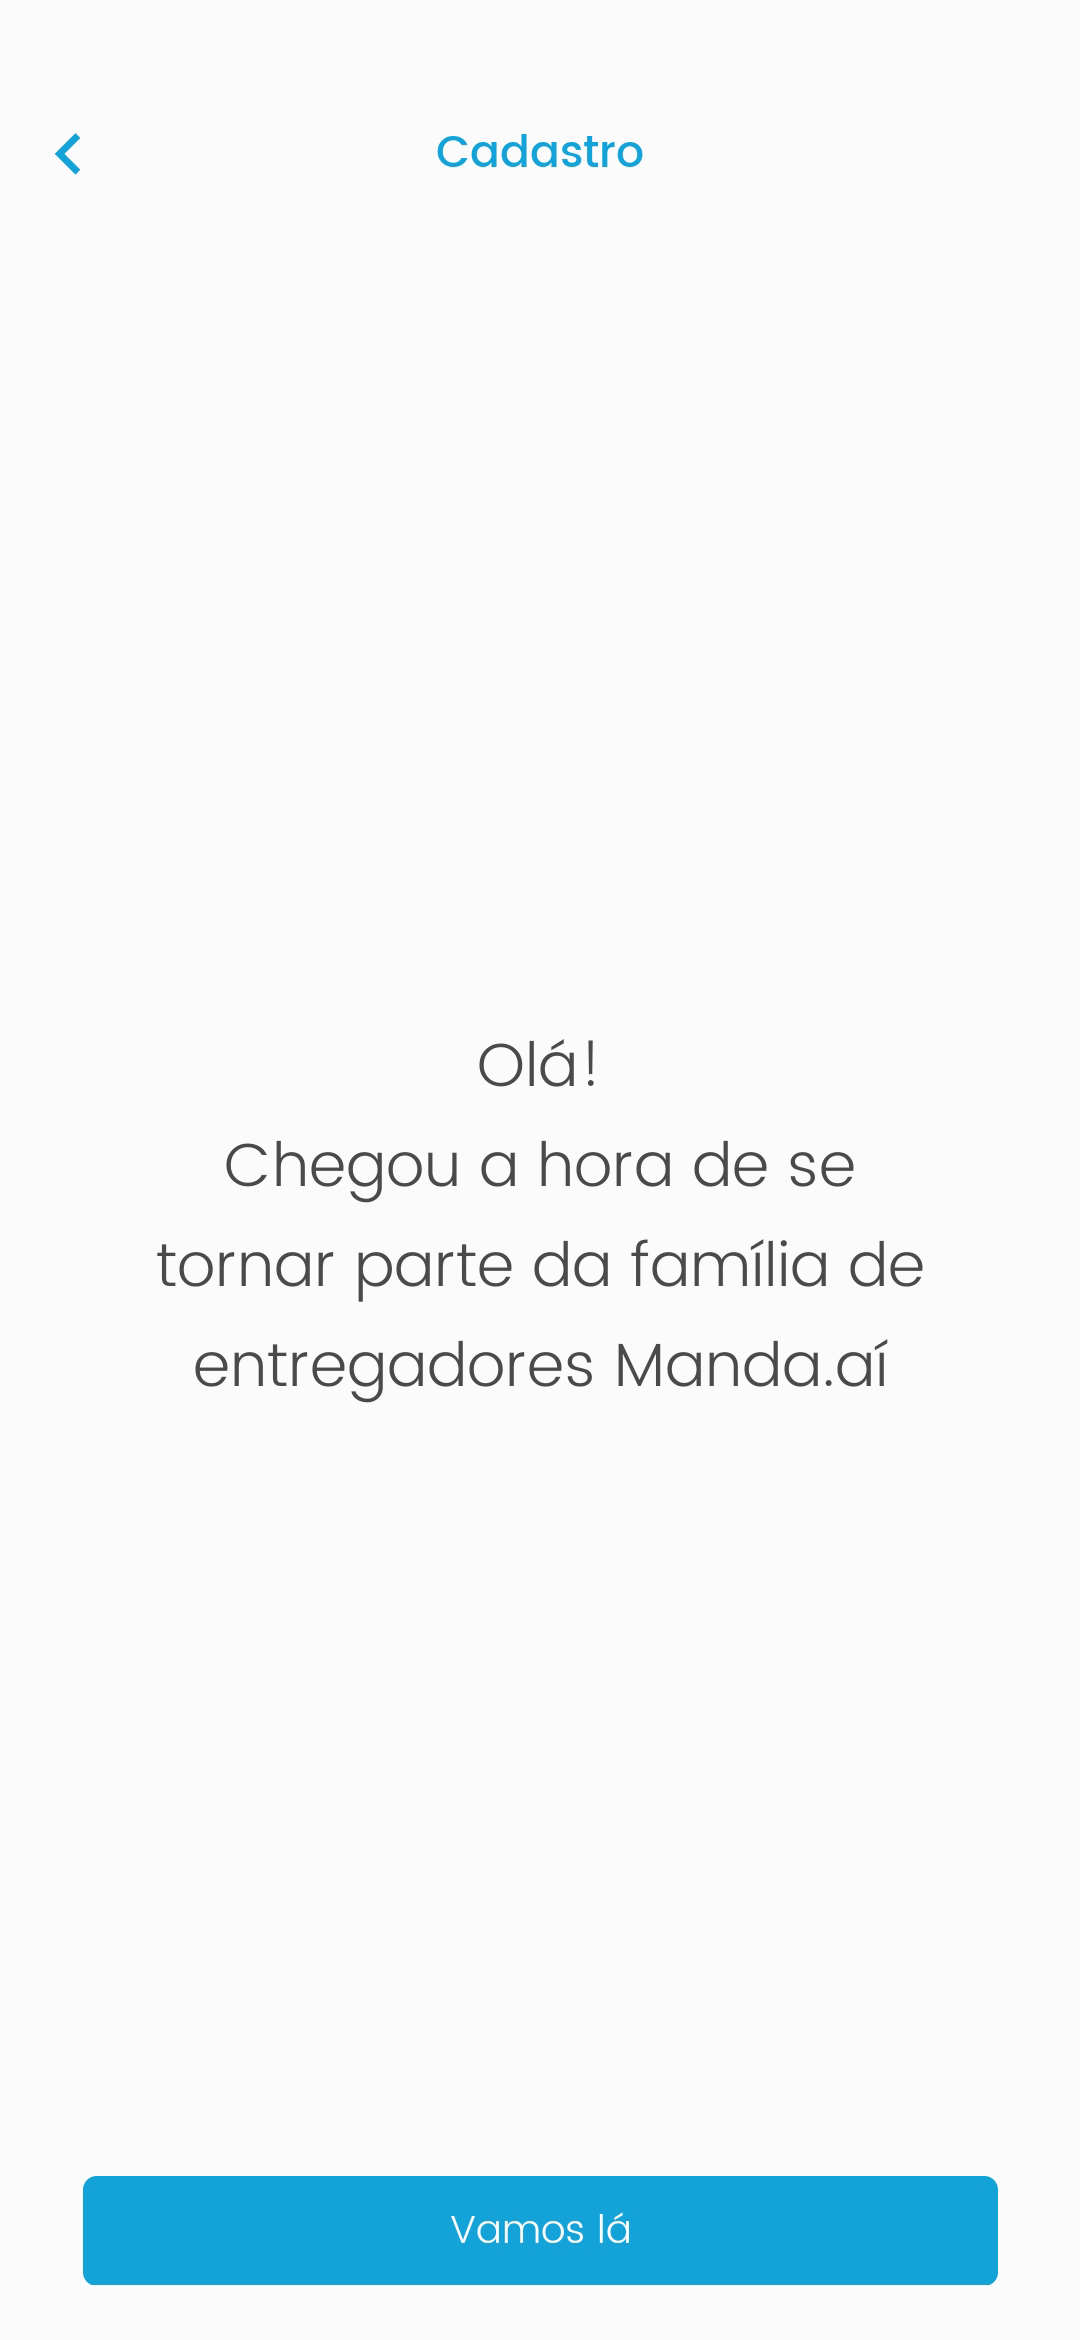 Cadastro
Olá!
Chegou a hora de se
tornar parte da família de
entregadores Manda.aí
Vamos lá